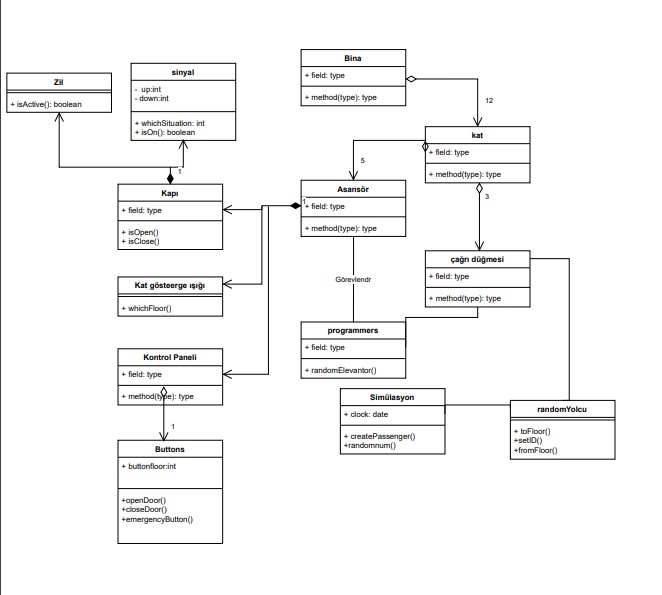 Zil
+ isActive(): boolean
sinyal
- up:int
- down:int
+ whichSituation: int
+ isOn(): boolean
1
Kapı
+ field: type
+ isOpen()
+ isClose()
Kat gösteerge ışığı
+ whichFloor()
Kontrol Paneli
+ field: type
+ method(type): type
1
Buttons
+ buttonfloor:int
+openDoor()
+closeDoor()
+emergencyButton()
Bina
+ field: type
+ method(type): type
12
kat
+ field: type
+ method(type): type
5
3
Asansör
1
+ field: type
+ method(type): type
Görevlendr
çağrı düğmesi
+ field: type
+ method(type): type
programmers
+ field: type
+ randomElevantor()
Simülasyon
+ clock: date
+ createPassenger()
+randomnum()
randomYolcu
+ toFloor()
+setID()
+fromFloor()